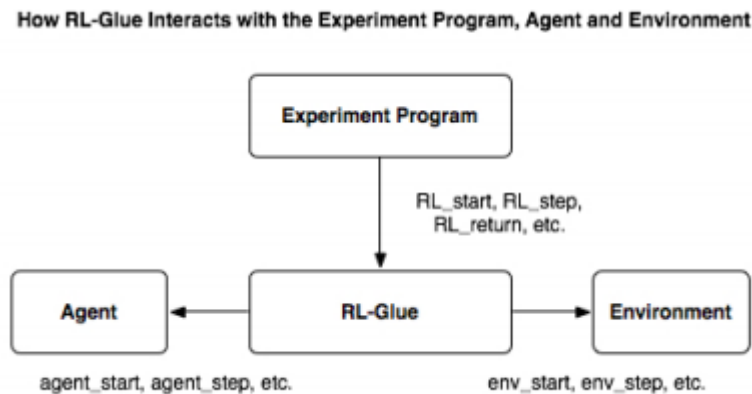 How RL-Glue Interacts with the Experiment Program, Agent and Environment
Experiment Program
RL_start, RL_step,
RL_return, etc.
Agent
RL-Glue
Environment
agent_start, agent_step, etc.
env_start, env_step, etc.